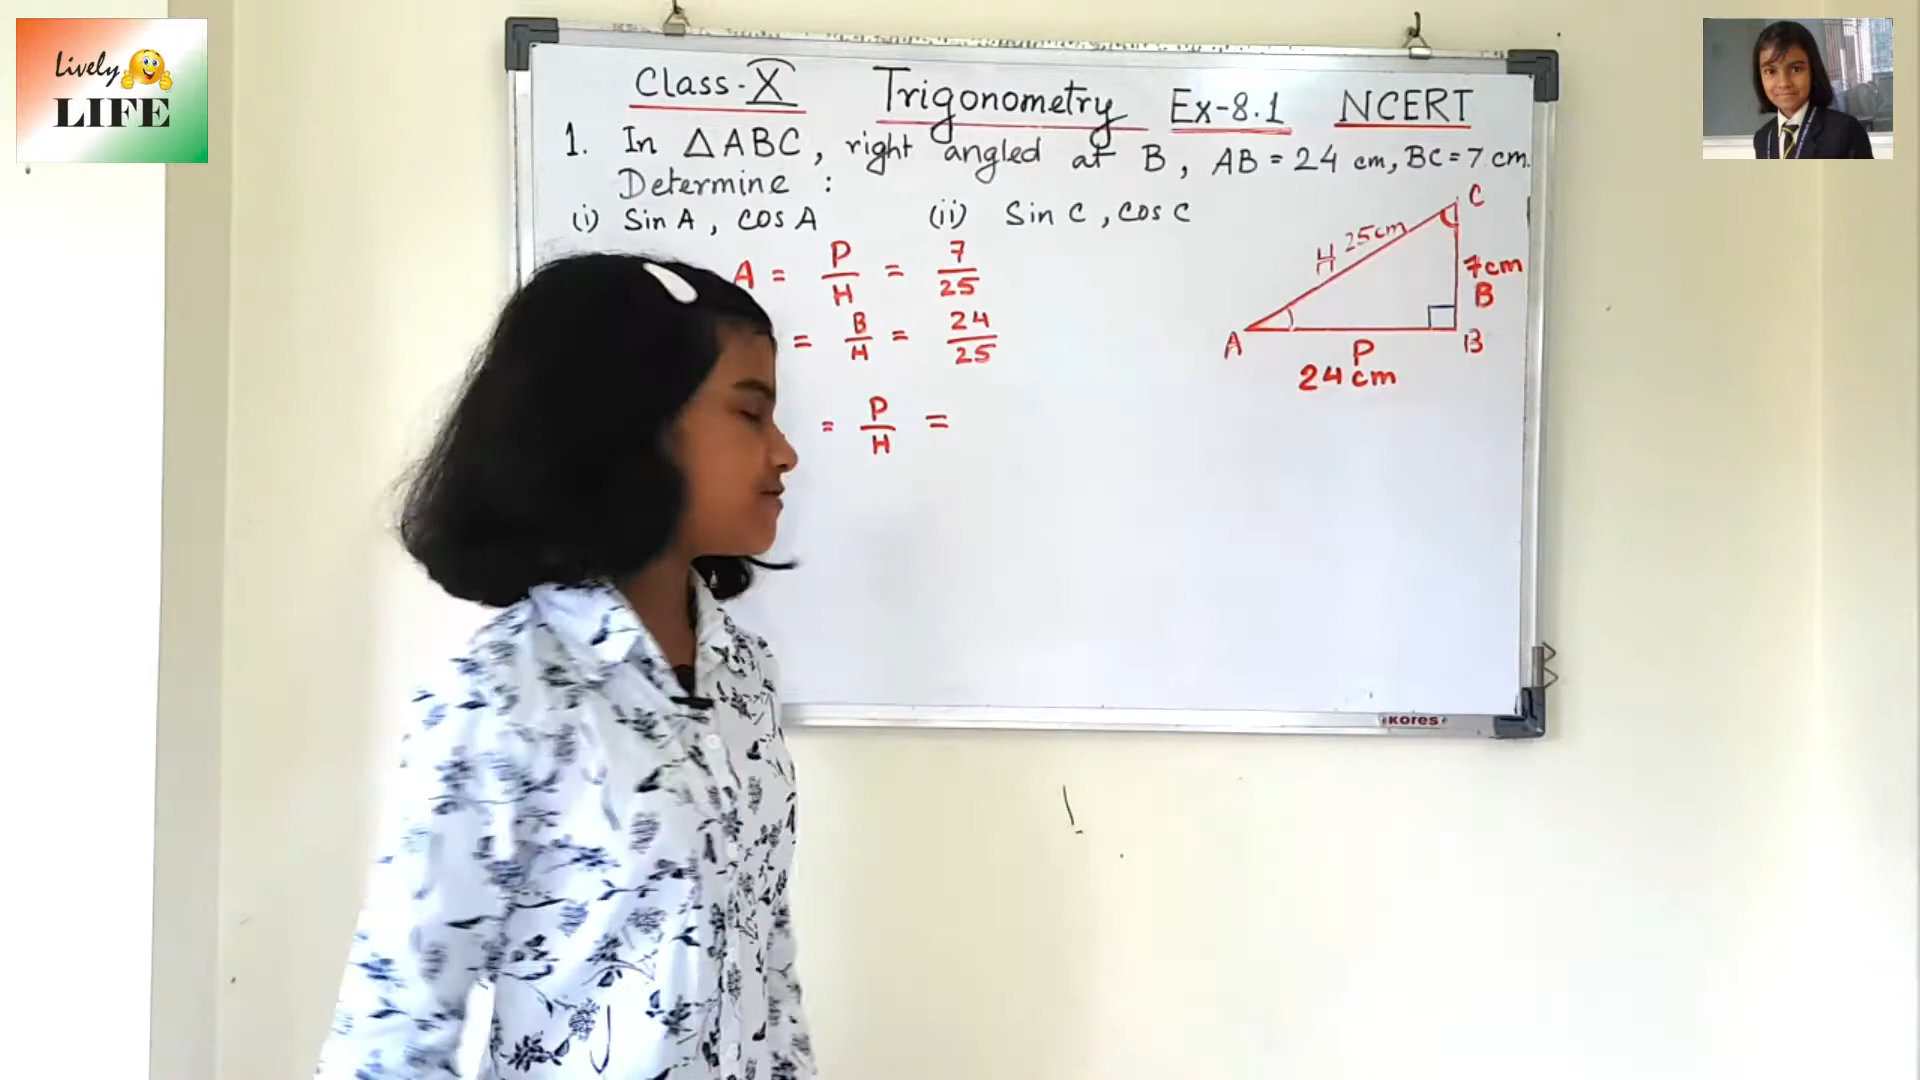 Lively
LIFE
Class-X Trigonometry Ex-8.1 NCERT
1. In △ABC, right angled at B, AB = 24 cm, BC = 7 cm.
Determine :
(i) Sin A, cos A (ii) Sin C, cos C
A = P/H = 7/25
= B/H = 24/25
= P/H =
C
H 25cm
7cm
B
A P B
24 cm
Kores